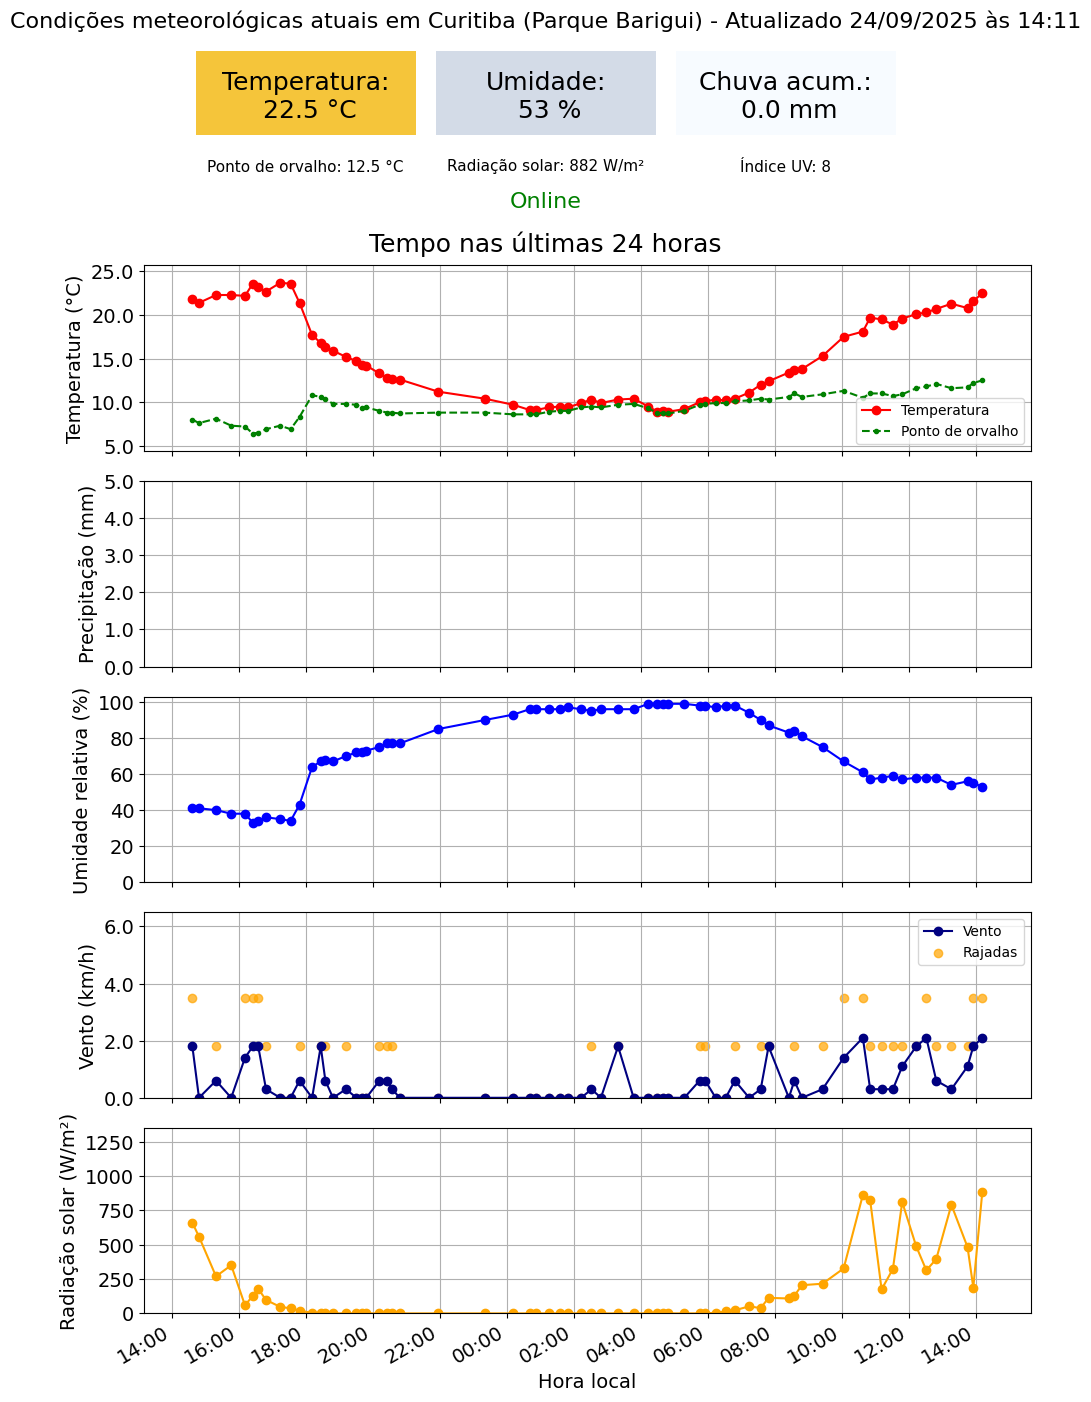 Condições meteorológicas atuais em Curitiba (Parque Barigui) - Atualizado 24/09/2025 às 14:11
Temperatura:
22.5 °C
Umidade:
53 %
Chuva acum.:
0.0 mm
Ponto de orvalho: 12.5 °C
Radiação solar: 882 W/m²
Índice UV: 8
Online
Tempo nas últimas 24 horas
Temperatura (°C)
25.0
20.0
15.0
10.0
5.0
Temperatura
Ponto de orvalho
Precipitação (mm)
5.0
4.0
3.0
2.0
1.0
0.0
Umidade relativa (%)
100
80
60
40
20
0
Vento (km/h)
6.0
4.0
2.0
0.0
Vento
Rajadas
Radiação solar (W/m²)
1250
1000
750
500
250
0
14:00
16:00
18:00
20:00
22:00
00:00
02:00
04:00
06:00
08:00
10:00
12:00
14:00
Hora local